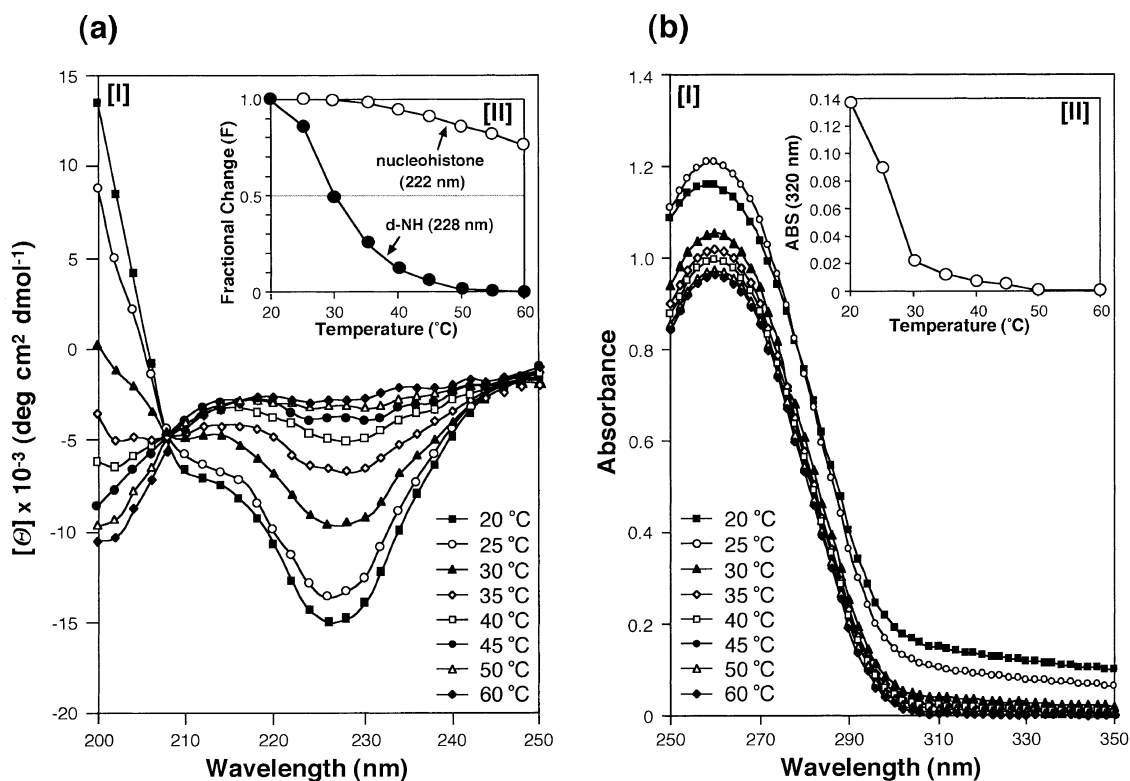 (a)
[I]
[Θ] x 10-3 (deg cm2 dmol-1)
15
10
5
0
-5
-10
-15
-20
200
210
220
230
240
250
Wavelength (nm)
[II]
Fractional Change (F)
1.0
0.5
0
20
30
40
50
60
Temperature (°C)
nucleohistone
(222 nm)
d-NH (228 nm)
20 °C
25 °C
30 °C
35 °C
40 °C
45 °C
50 °C
60 °C
(b)
[I]
Absorbance
1.4
1.2
1.0
0.8
0.6
0.4
0.2
0
250
270
290
310
330
350
Wavelength (nm)
[II]
ABS (320 nm)
0.14
0.12
0.10
0.08
0.06
0.04
0.02
0
20
30
40
50
60
Temperature (°C)
20 °C
25 °C
30 °C
35 °C
40 °C
45 °C
50 °C
60 °C